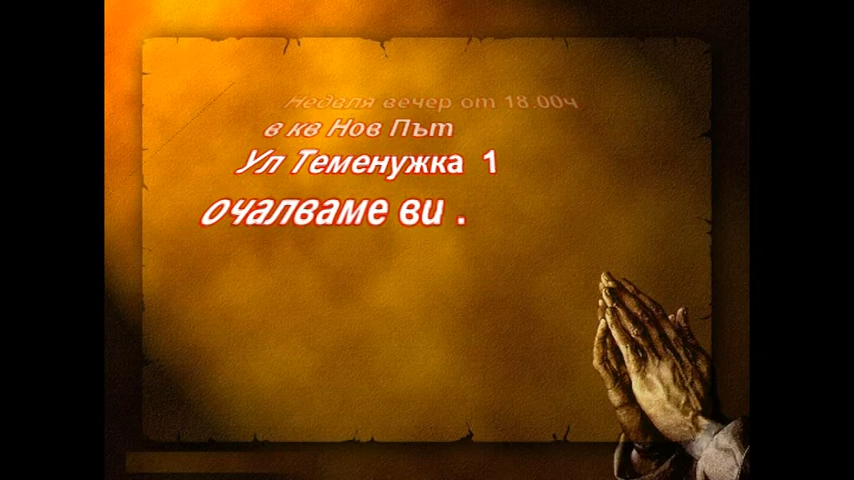 Неделя вечер от 18.00ч
в кв Нов Път
Ул Теменужка 1
очалваме ви .